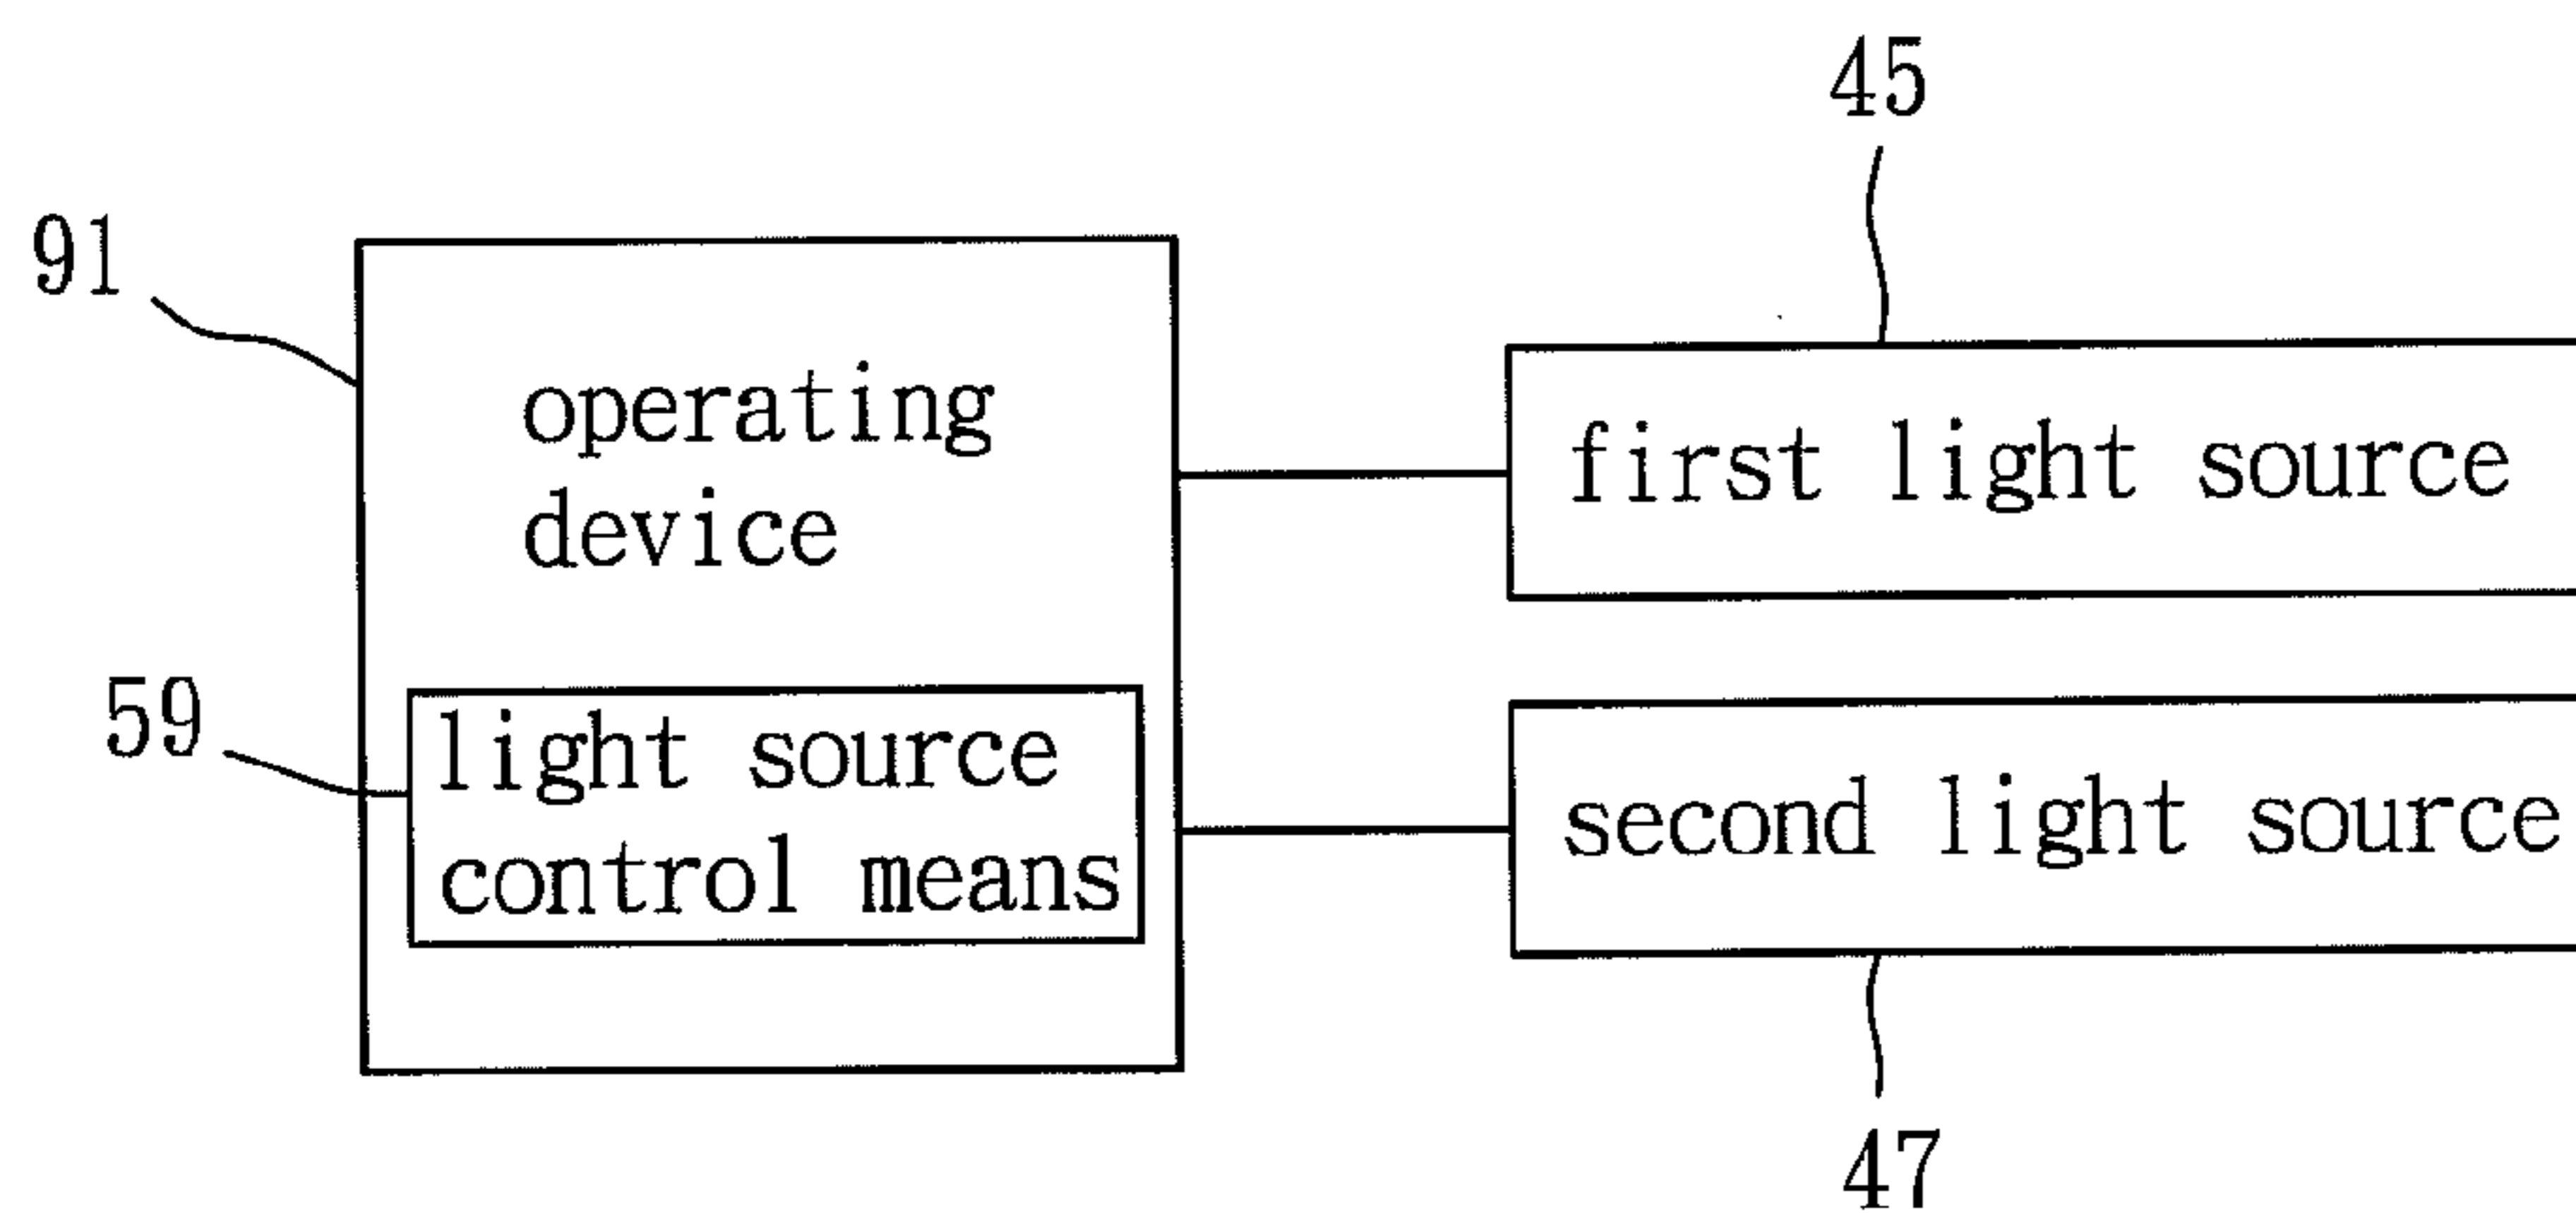 45
91
operating
device
first light source
59
light source
control means
second light source
47